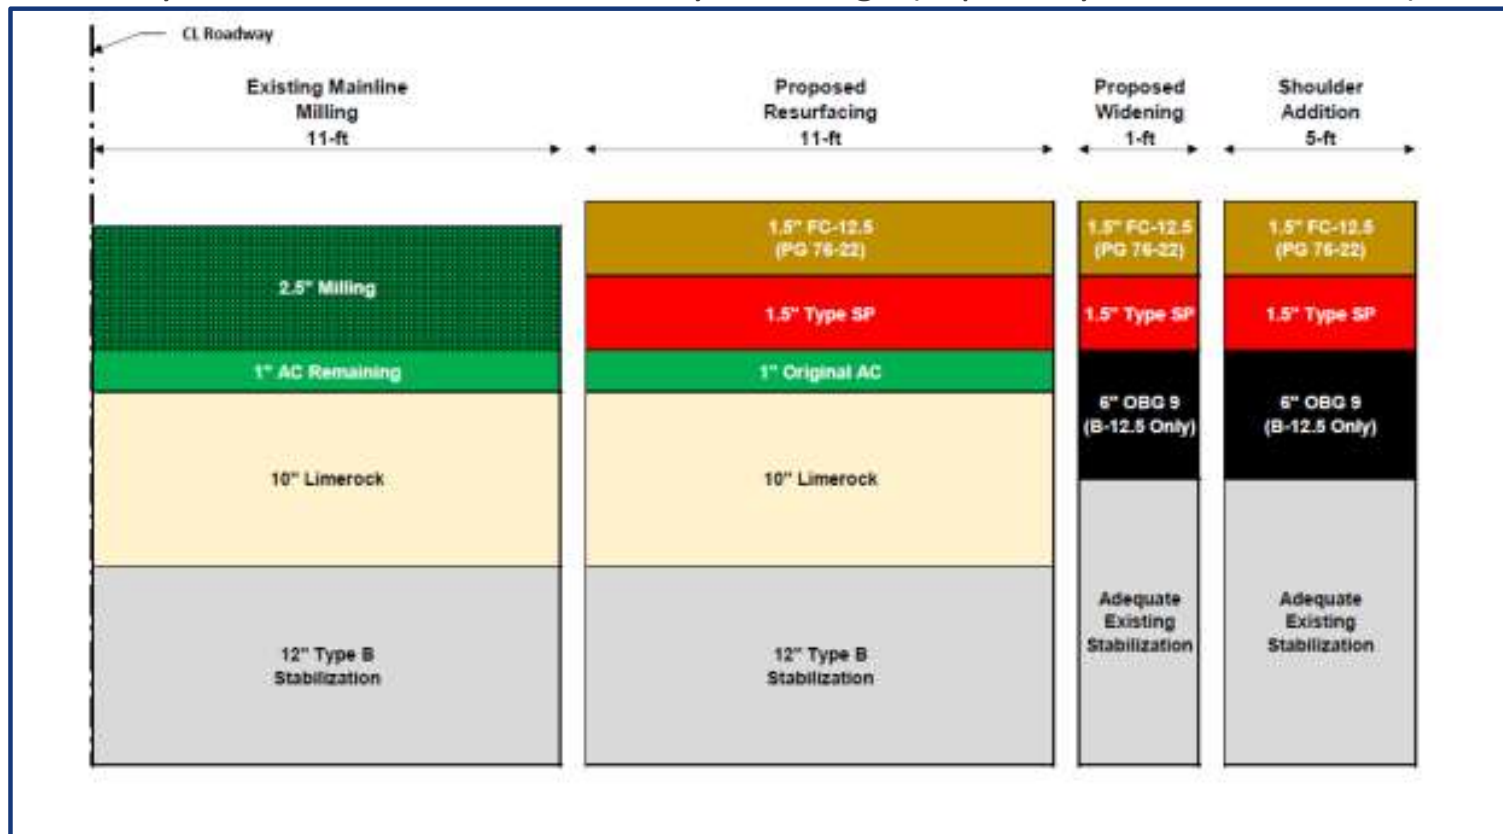 CL Roadway
Existing Mainline
Milling
11-ft
Proposed
Resurfacing
11-ft
Proposed
Widening
1-ft
Shoulder
Addition
5-ft
2.5" Milling
1" AC Remaining
10" Limerock
12" Type B
Stabilization
1.5" FC-12.5
(PG 76-22)
1.5" Type SP
1" Original AC
10" Limerock
12" Type B
Stabilization
1.5" FC-12.5
(PG 76-22)
1.5" Type SP
6" OBG 9
(B-12.5 Only)
Adequate
Existing
Stabilization
1.5" FC-12.5
(PG 76-22)
1.5" Type SP
6" OBG 9
(B-12.5 Only)
Adequate
Existing
Stabilization